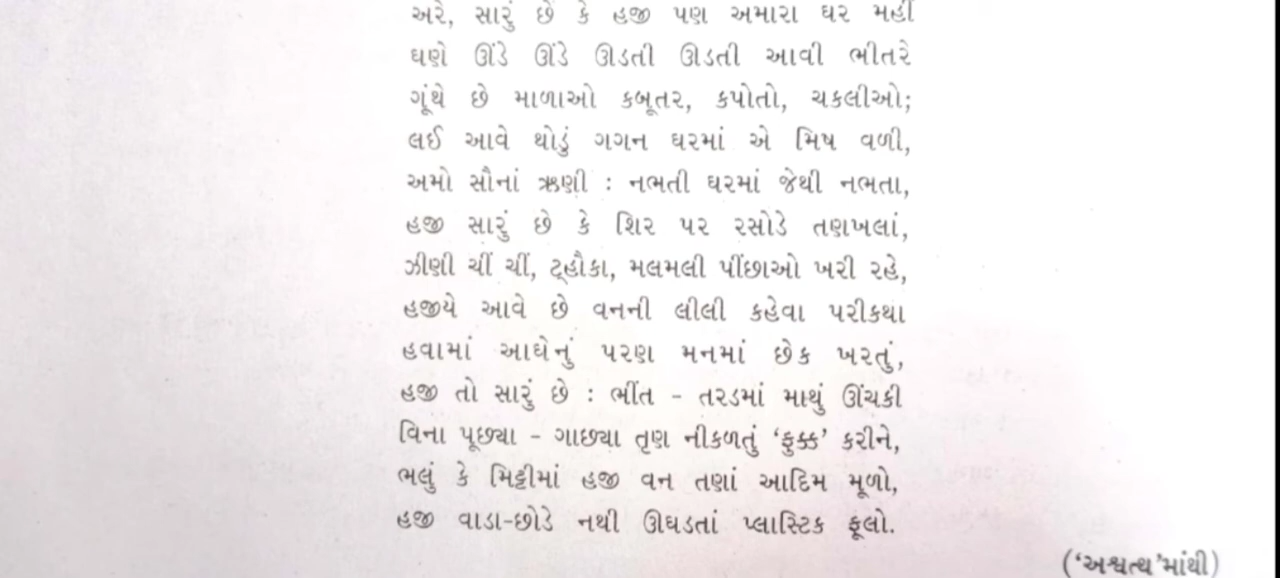 અરે, સારું છે કે હજી પણ અમારા ઘર મહીં
ઘણે ઊંડે ઊંડે ઊડતી ઊડતી આવી ભીતરે
ગૂંથે છે માળાઓ કબૂતર, કપોતો, ચકલીઓ;
લઈ આવે થોડું ગગન ઘરમાં એ મિષ વળી,
અમો સૌનાં ઋણી : નભતી ઘરમાં જેથી નભતા,
હજી સારું છે કે શિર પર રસોડે તણખલાં,
ઝીણી ચીં ચીં, ટ્હૌકા, મલમલી પીંછાઓ ખરી રહે,
હજીયે આવે છે વનની લીલી કહેવા પરીકથા
હવામાં આઘેનું પરણ મનમાં છેક ખરતું,
હજી તો સારું છે : ભીંત - તરડમાં માથું ઊંચકી
વિના પૂછ્યા - ગાછ્યા તૃણ નીકળતું ‘ફુક્ક’ કરીને,
ભલું કે મિટ્ટીમાં હજી વન તણાં આદિમ મૂળો,
હજી વાડા-છોડે નથી ઊઘડતાં પ્લાસ્ટિક ફૂલો.
(‘અશ્વત્થ’માંથી)